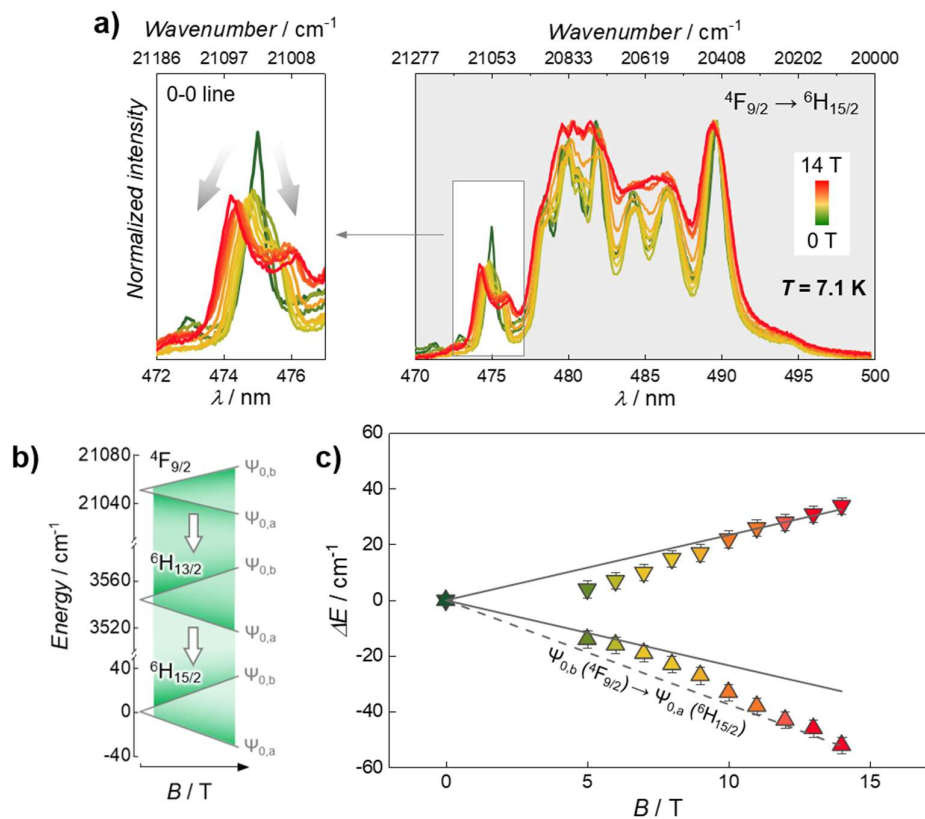 a)
Wavenumber / cm⁻¹
21186 21097 21008
0-0 line
Normalized intensity
472 474 476
λ / nm
Wavenumber / cm⁻¹
21277 21053 20833 20619 20408 20202 20000
⁴F₉/₂ → ⁶H₁₅/₂
14 T
0 T
T = 7.1 K
470 475 480 485 490 495 500
λ / nm
b)
Energy / cm⁻¹
21080
21040
3560
3520
40
0
-40
⁴F₉/₂
Ψ₀,b
Ψ₀,a
⁶H₁₃/₂
Ψ₀,b
Ψ₀,a
⁶H₁₅/₂
Ψ₀,b
Ψ₀,a
B / T
c)
ΔE / cm⁻¹
60
40
20
0
-20
-40
-60
Ψ₀,b (⁴F₉/₂) → Ψ₀,a (⁶H₁₅/₂)
0 5 10 15
B / T